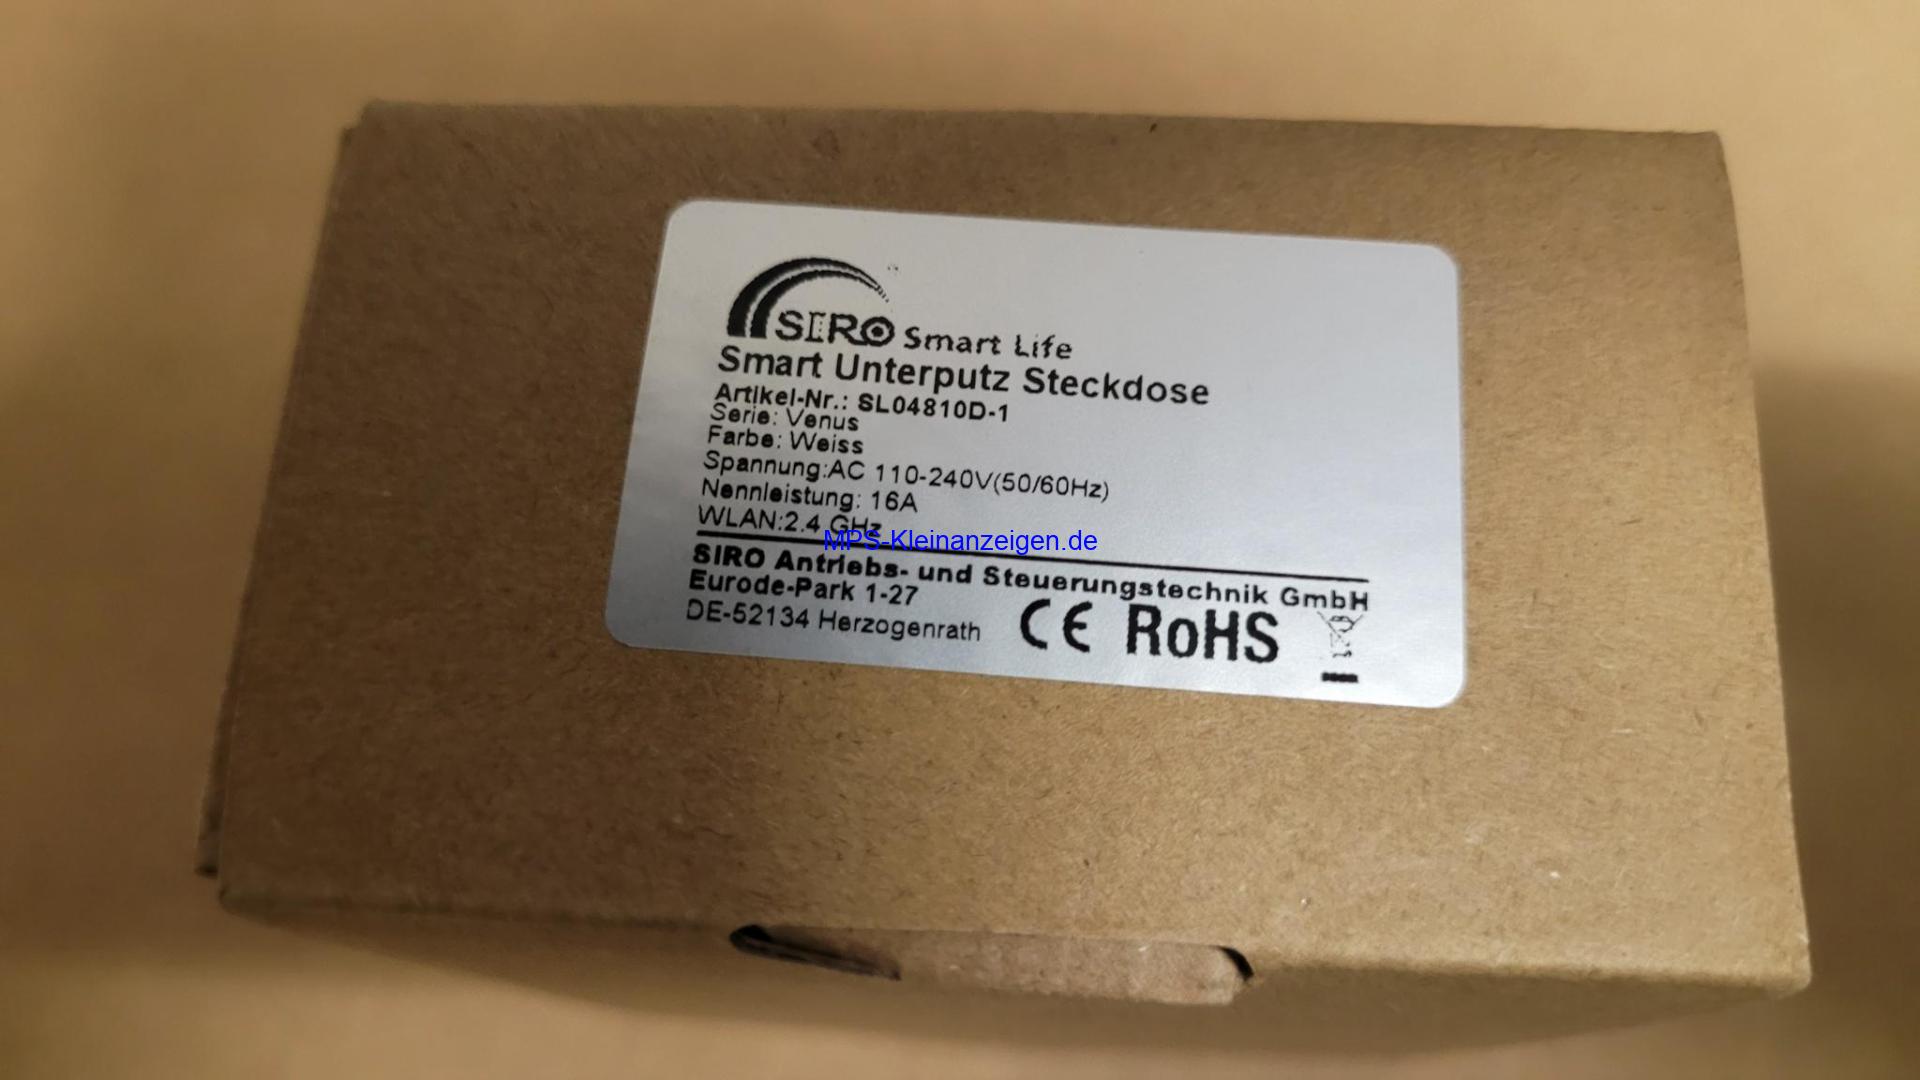 SIRO Smart Life
Smart Unterputz Steckdose
Artikel-Nr.: SL04810D-1
Serie: Venus
Farbe: Weiss
Spannung:AC 110-240V(50/60Hz)
Nennleistung: 16A
WLAN:2.4 GHz
MPS-Kleinanzeigen.de
SIRO Antriebs- und Steuerungstechnik GmbH
Eurode-Park 1-27
DE-52134 Herzogenrath
CE RoHS